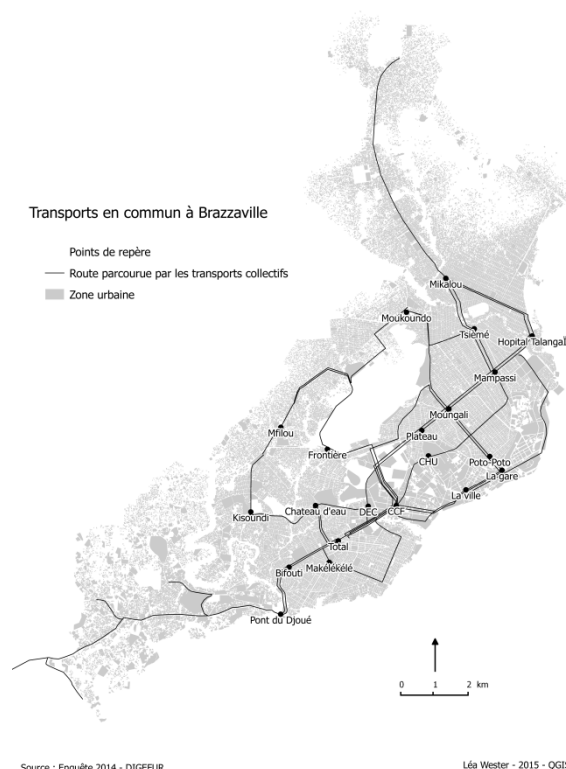 Transports en commun à Brazzaville
Points de repère
Route parcourue par les transports collectifs
Zone urbaine
Mikalou
Moukoundo
Tsiémé
Hopital Talangaï
Mampassi
Moungali
Mfilou
Plateau
Frontière
CHU
Poto-Poto
La gare
La ville
Kisoundi
Chateau d'eau
DEC
CCF
Total
Bifouti
Makélékélé
Pont du Djoué
0 1 2 km
Source : Enquête 2014 - DIGEFUR
Léa Wester - 2015 - QGIS